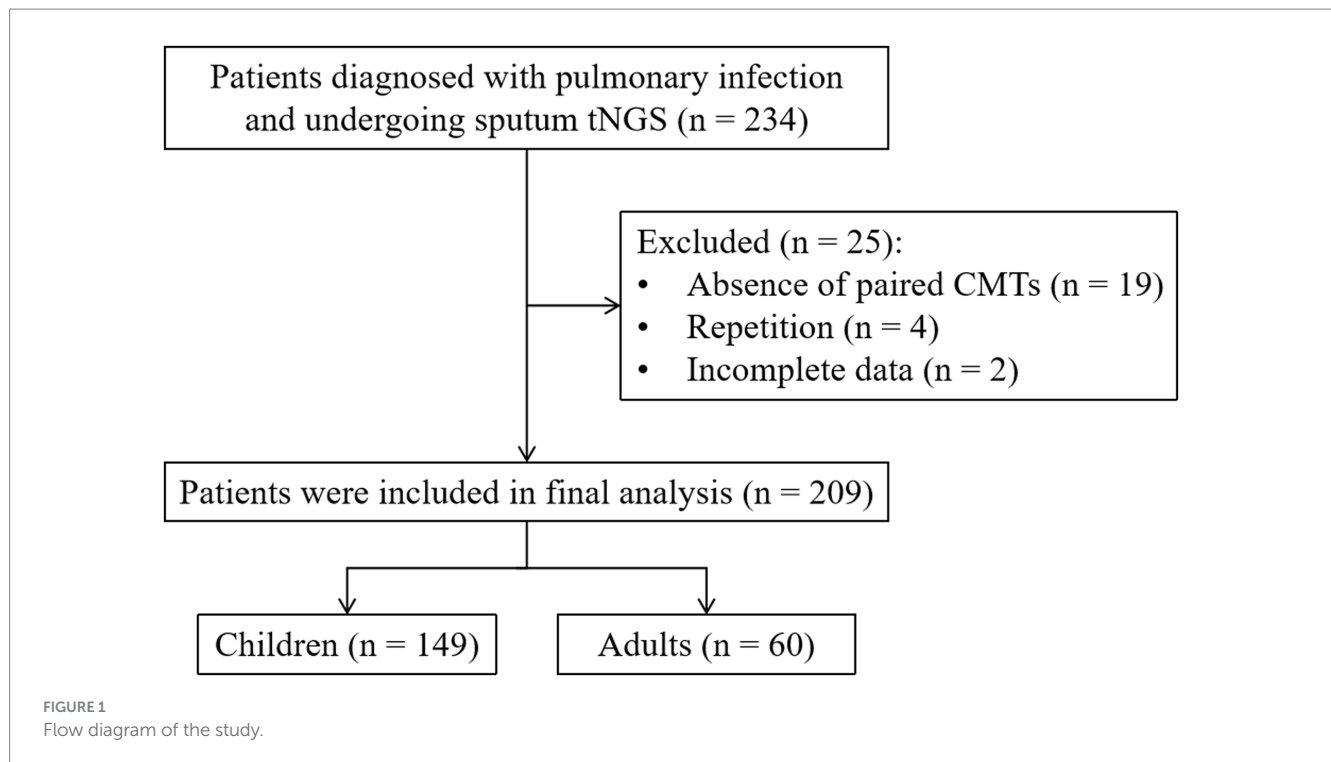 Patients diagnosed with pulmonary infection
and undergoing sputum tNGS (n = 234)
Excluded (n = 25):
• Absence of paired CMTs (n = 19)
• Repetition (n = 4)
• Incomplete data (n = 2)
Patients were included in final analysis (n = 209)
Children (n = 149)
Adults (n = 60)
FIGURE 1
Flow diagram of the study.